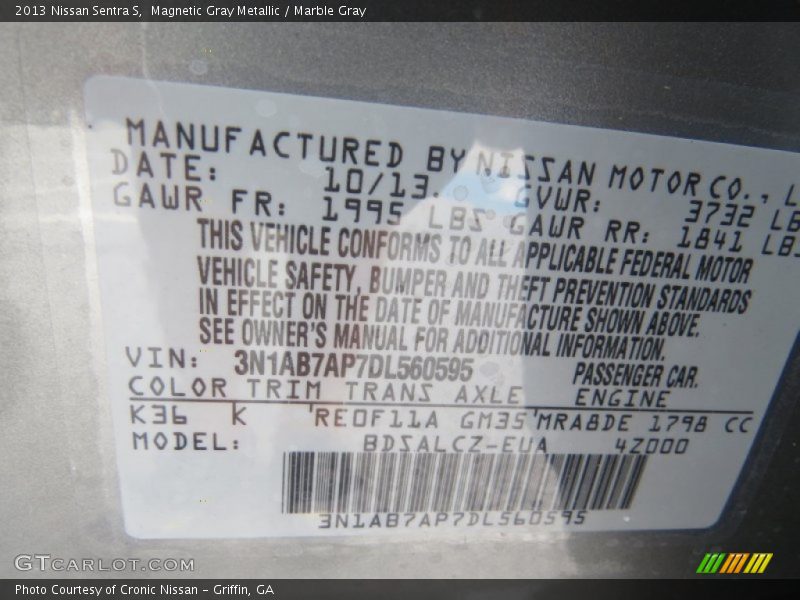 2013 Nissan Sentra S,  Magnetic Gray Metallic / Marble Gray
MANUFACTURED BY NISSAN MOTOR CO., L
DATE: 10/13. GVWR: 3732 LB
GAWR FR: 1995 LBS GAWR RR: 1841 LBS
THIS VEHICLE CONFORMS TO ALL APPLICABLE FEDERAL MOTOR
VEHICLE SAFETY, BUMPER AND THEFT PREVENTION STANDARDS
IN EFFECT ON THE DATE OF MANUFACTURE SHOWN ABOVE.
SEE OWNER'S MANUAL FOR ADDITIONAL INFORMATION.
VIN: 3N1AB7AP7DL560595 PASSENGER CAR.
COLOR TRIM TRANS AXLE ENGINE
K36 K 'RE0F11A GM35'MRA8DE 1798 CC
MODEL: BDSALCZ-EUA 4Z000
3N1AB7AP7DL560595
GTCARLOT.COM
Photo Courtesy of Cronic Nissan - Griffin, GA